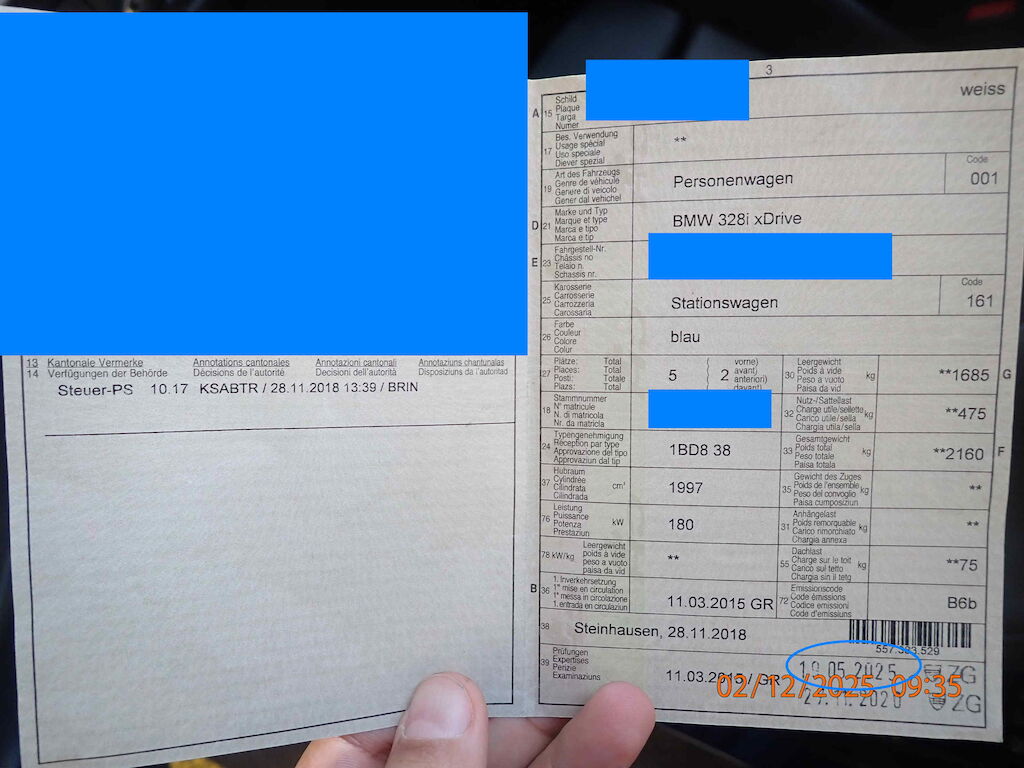 3
A 15 Schild
Plaque
Targa
Numer
weiss
17 Bes. Verwendung
Usage spécial
Uso speciale
Diever spezial
**
19 Art des Fahrzeugs
Genre de véhicule
Genere di veicolo
Gener dal vehichel
Personenwagen
Code
001
D 21 Marke und Typ
Marque et type
Marca e tipo
Marca e tip
BMW 328i xDrive
E 23 Fahrgestell-Nr.
Châssis no
Telaio n.
Schassis nr.
25 Karosserie
Carrosserie
Carrozzeria
Carossaria
Stationswagen
Code
161
26 Farbe
Couleur
Colore
Colur
blau
13 Kantonale Vermerke Annotations cantonales Annotazioni cantonali Annotaziuns chantunalas
14 Verfügungen der Behörde Décisions de l'autorité Decisioni dell'autorità Disposiziuns da l'autoritad
Steuer-PS 10.17 KSABTR / 28.11.2018 13:39 / BRIN
27 Plätze: Total
Places: Total
Posti: Totale
Plazs: Total
5 ( 2 vorne)
avant)
anteriori)
davant)
30 Leergewicht
Poids à vide
Peso a vuoto
Paisa da vid
kg
**1685 G
18 Stammnummer
N° matricule
N. di matricola
Nr. da matricla
32 Nutz-/Sattellast
Charge utile/sellette
Carico utile/sella
Chargia utila/sella
kg
**475
24 Typengenehmigung
Réception par type
Approvazione del tipo
Approvaziun dal tip
1BD8 38
33 Gesamtgewicht
Poids total
Peso totale
Paisa totala
kg
**2160 F
37 Hubraum
Cylindrée
Cilindrata
Cilindrada
cm³
1997
35 Gewicht des Zuges
Poids de l'ensemble
Peso del convoglio
Paisa cumposiziun
kg
**
76 Leistung
Puissance
Potenza
Prestaziun
kW
180
31 Anhängelast
Poids remorquable
Carico rimorchiato
Chargia annexa
kg
**
78 kW/kg Leergewicht
poids à vide
peso a vuoto
paisa da vid
**
55 Dachlast
Charge sur le toit
Carico sul tetto
Chargia sin il tetg
kg
**75
B 36 1. Inverkehrsetzung
1re mise en circulation
1a messa in circolazione
1. entrada en circulaziun
11.03.2015 GR
72 Emissionscode
Code émissions
Codice emissioni
Code d'emissiuns
B6b
38 Steinhausen, 28.11.2018
39 Prüfungen
Expertises
Perizie
Examinaziuns
11.03.2015 / GR
05.2025 ZG
02/12/2025 09:35
11.2020 ZG